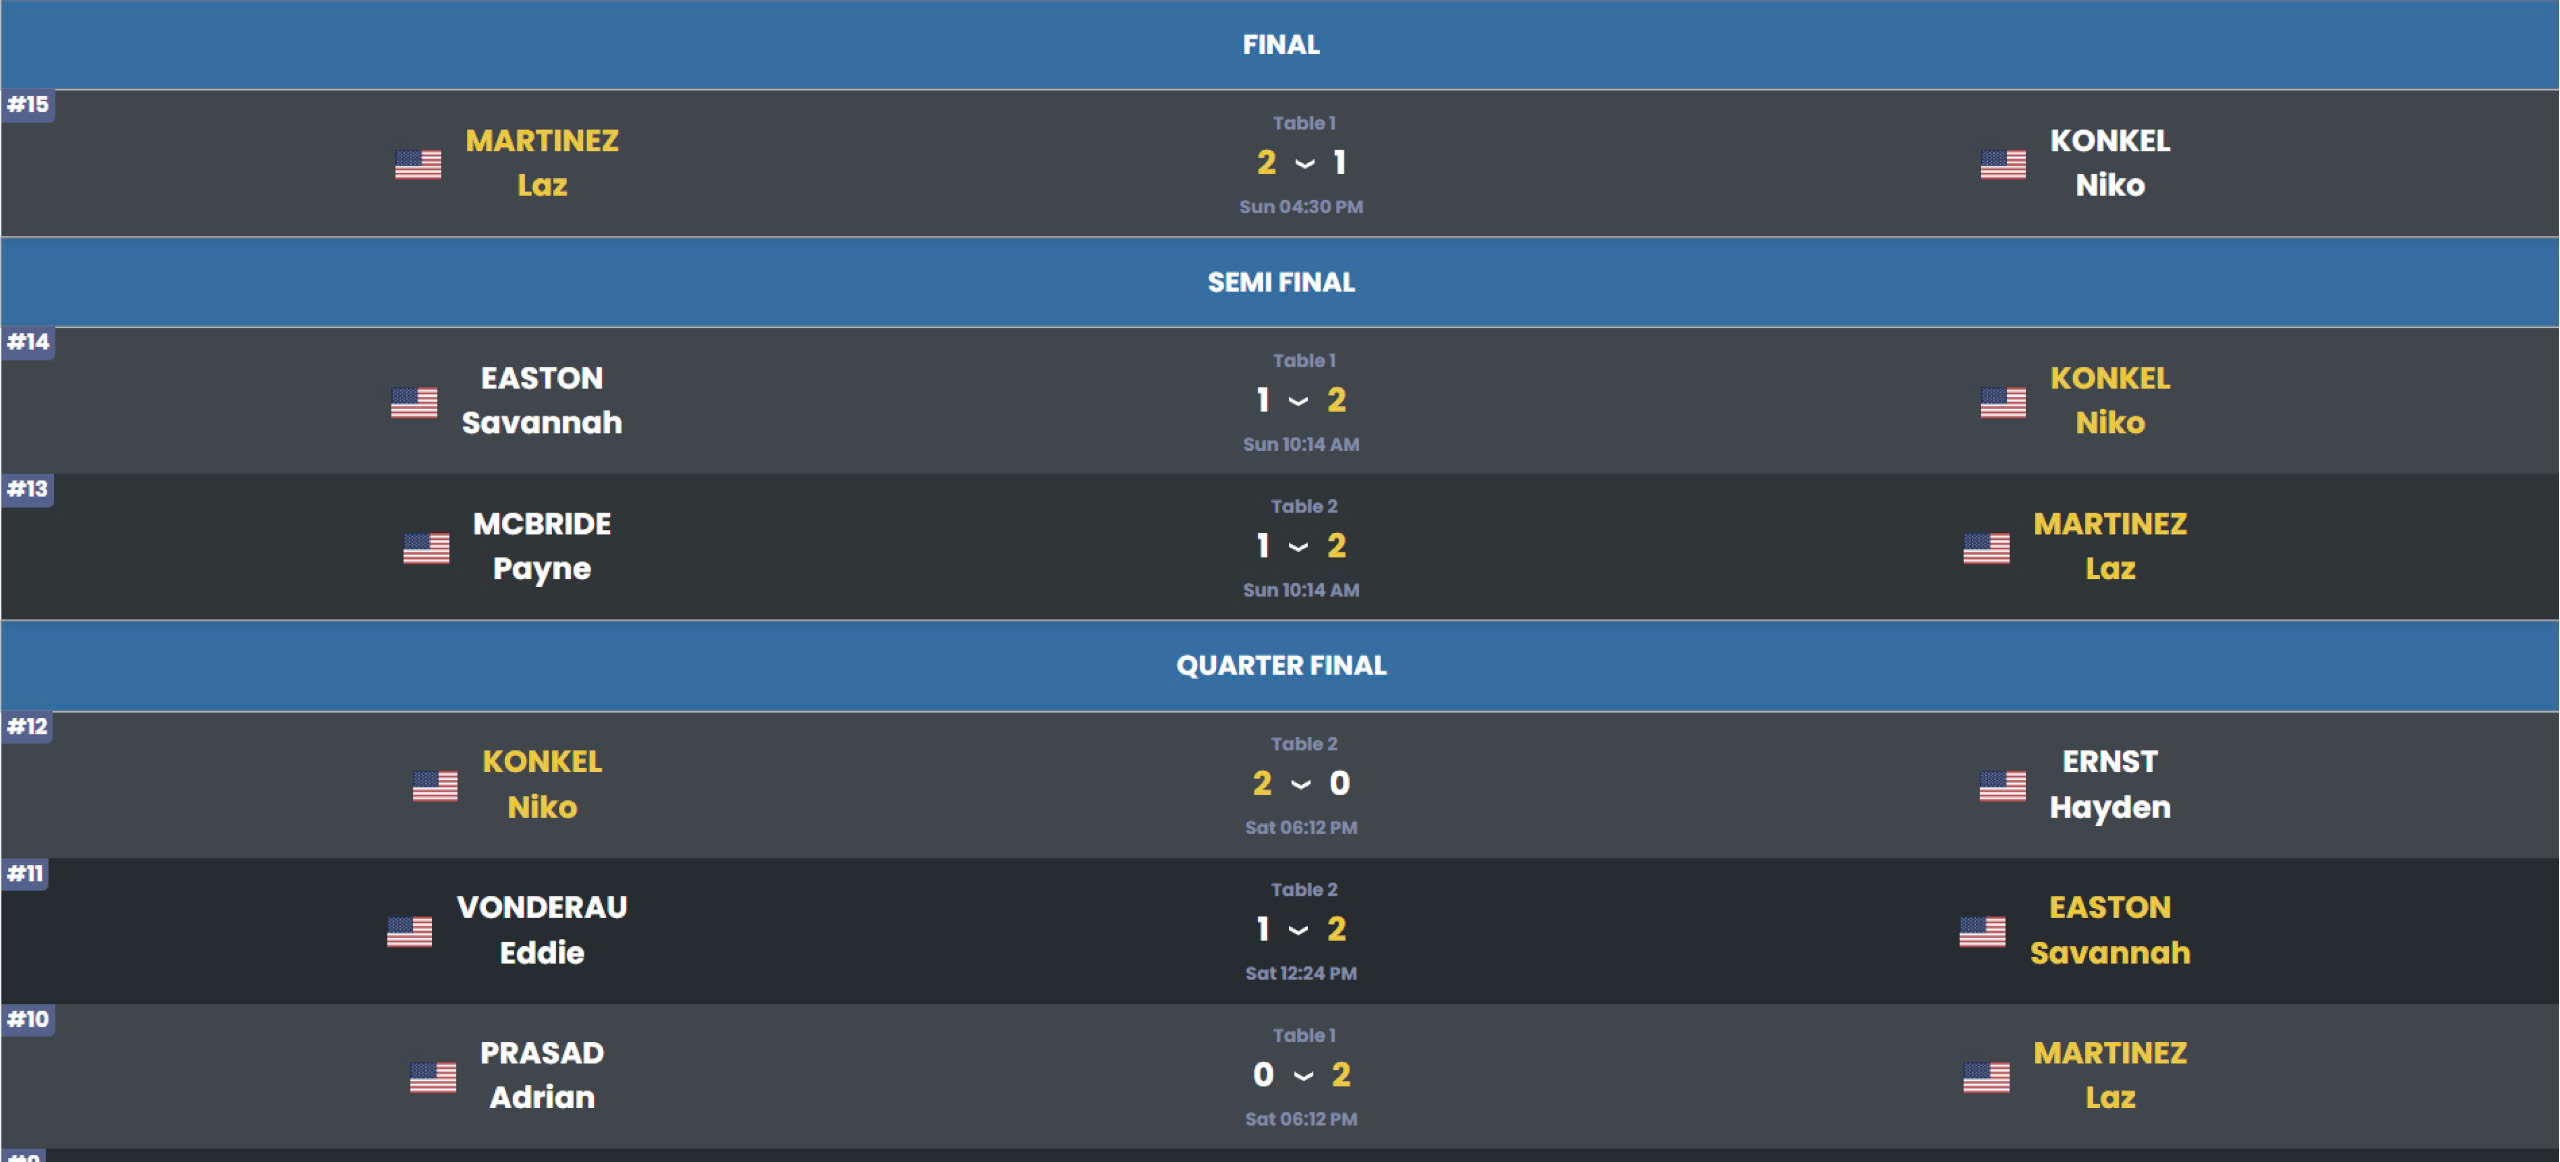 FINAL
#15
MARTINEZ
Laz
Table 1
2 1
Sun 04:30 PM
KONKEL
Niko
SEMI FINAL
#14
EASTON
Savannah
Table 1
1 2
Sun 10:14 AM
KONKEL
Niko
#13
MCBRIDE
Payne
Table 2
1 2
Sun 10:14 AM
MARTINEZ
Laz
QUARTER FINAL
#12
KONKEL
Niko
Table 2
2 0
Sat 06:12 PM
ERNST
Hayden
#11
VONDERAU
Eddie
Table 2
1 2
Sat 12:24 PM
EASTON
Savannah
#10
PRASAD
Adrian
Table 1
0 2
Sat 06:12 PM
MARTINEZ
Laz